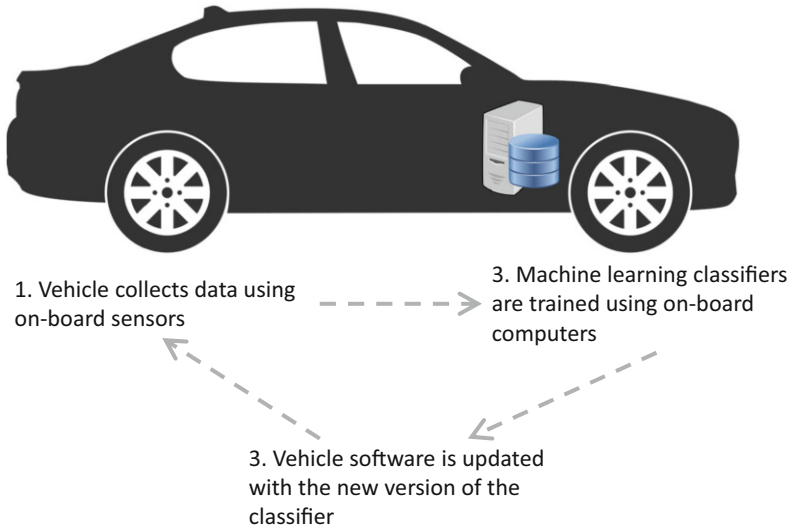 1. Vehicle collects data using
on-board sensors
3. Machine learning classifiers
are trained using on-board
computers
3. Vehicle software is updated
with the new version of the
classifier